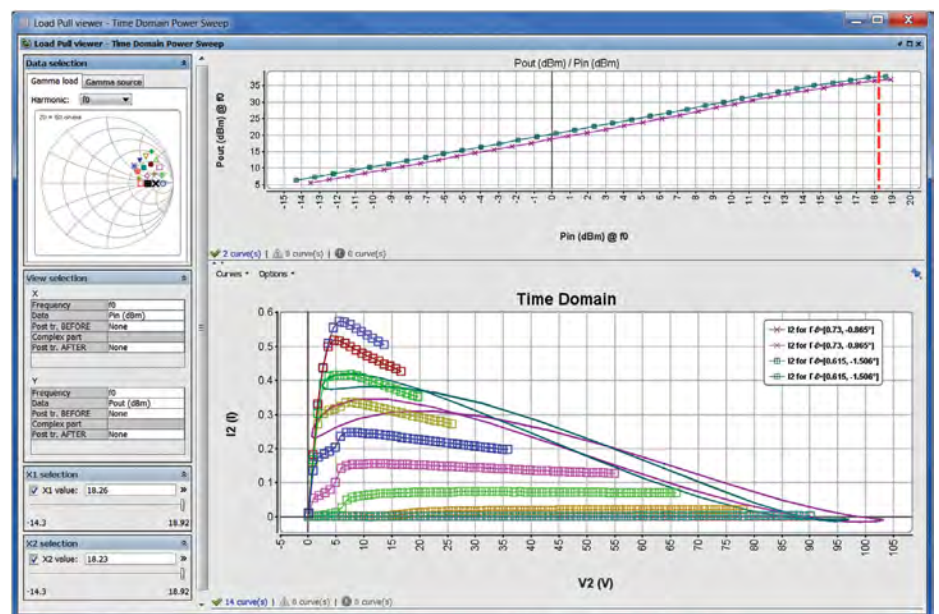 Load Pull viewer - Time Domain Power Sweep
Load Pull viewer - Time Domain Power Sweep
Data selection
Gamma load Gamma source
Harmonic: f0
View selection
X
Frequency f0
Data Pin (dBm)
Post tr. BEFORE None
Complex part
Post tr. AFTER None
Y
Frequency f0
Data Pout (dBm)
Post tr. BEFORE None
Complex part
Post tr. AFTER None
X1 selection
X1 value: 18.26 »
-14.3 18.92
X2 selection
X2 value: 18.23 »
-14.3 18.92
Pout (dBm) / Pin (dBm)
Pout (dBm) @ f0
35
30
25
20
15
10
5
-15 -14 -13 -12 -11 -10 -9 -8 -7 -6 -5 -4 -3 -2 -1 0 1 2 3 4 5 6 7 8 9 10 11 12 13 14 15 16 17 18 19 20
Pin (dBm) @ f0
2 curve(s) | 0 curve(s) | 0 curve(s)
Curves Options
Time Domain
I2 (I)
0.6
0.5
0.4
0.3
0.2
0.1
0
I2 for Γ
=[0.73, -0.865°]
I2 for Γ
=[0.73, -0.865°]
I2 for Γ
=[0.615, -1.506°]
I2 for Γ
=[0.615, -1.506°]
-5 0 5 10 15 20 25 30 35 40 45 50 55 60 65 70 75 80 85 90 95 100 105
V2 (V)
14 curve(s) | 0 curve(s) | 0 curve(s)